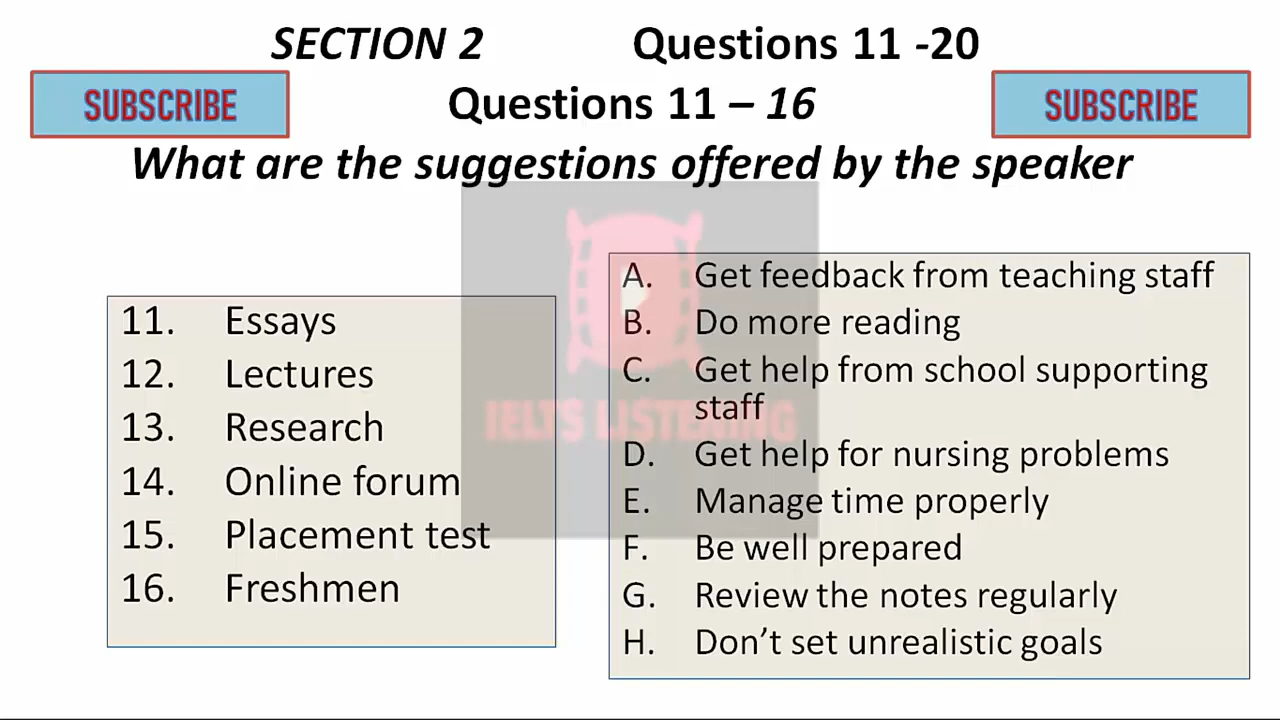 SECTION 2 Questions 11 -20
SUBSCRIBE Questions 11 – 16 SUBSCRIBE
What are the suggestions offered by the speaker
11. Essays
12. Lectures
13. Research
14. Online forum
15. Placement test
16. Freshmen
A. Get feedback from teaching staff
B. Do more reading
C. Get help from school supporting
staff
D. Get help for nursing problems
E. Manage time properly
F. Be well prepared
G. Review the notes regularly
H. Don’t set unrealistic goals
IELTS LISTENING